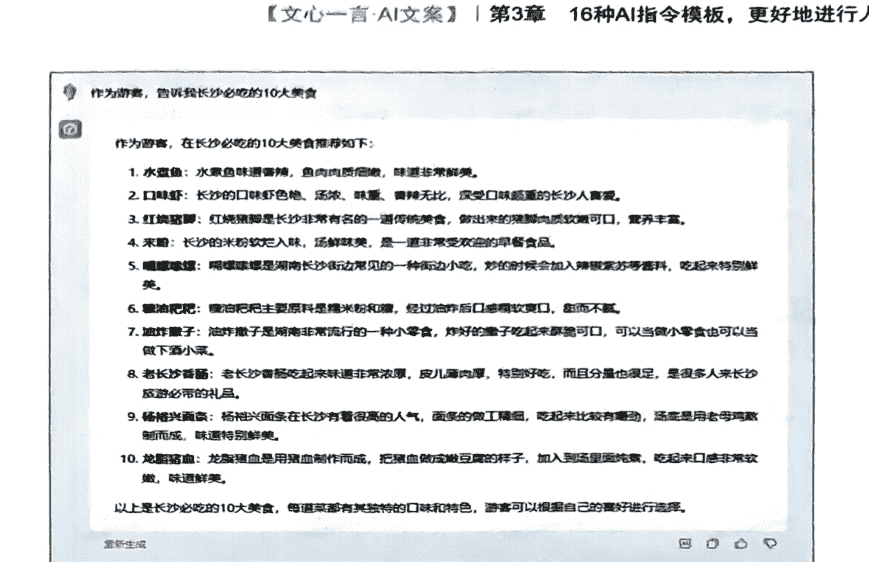 【文心一言·AI文案】｜第3章　16种AI指令模板，更好地进行人
作为游客，告诉我长沙必吃的10大美食
作为游客，在长沙必吃的10大美食推荐如下：
1. 水煮鱼：水煮鱼味道香辣，鱼肉肉质细嫩，味道非常鲜美。
2. 口味虾：长沙的口味虾色艳、汤浓、味重、香辣无比，深受口味颇重的长沙人喜爱。
3. 红烧猪脚：红烧猪脚是长沙非常有名的一道传统美食，做出来的猪脚肉质软嫩可口，营养丰富。
4. 米粉：长沙的米粉软烂入味，汤鲜味美，是一道非常受欢迎的早餐食品。
5. 嗍螺嗍螺：嗍螺嗍螺是湖南长沙街边常见的一种街边小吃，炒的时候会加入辣椒紫苏等香料，吃起来特别鲜
美。
6. 糖油粑粑：糖油粑粑主要原料是糯米粉和糖，经过油炸后口感糯软爽口，甜而不腻。
7. 油炸馓子：油炸馓子是湖南非常流行的一种小零食，炸好的馓子吃起来酥脆可口，可以当做小零食也可以当
做下酒小菜。
8. 老长沙香肠：老长沙香肠吃起来味道非常浓厚，皮儿薄肉厚，特别好吃，而且分量也很足，是很多人来长沙
旅游必带的礼品。
9. 杨裕兴面条：杨裕兴面条在长沙有着很高的人气，面条的做工精细，吃起来比较有嚼劲，汤底是用老母鸡熬
制而成，味道特别鲜美。
10. 龙脂猪血：龙脂猪血是用猪血制作而成，把猪血做成嫩豆腐的样子，加入到汤里面炖煮，吃起来口感非常软
嫩，味道鲜美。
以上是长沙必吃的10大美食，每道菜都有其独特的口味和特色，游客可以根据自己的喜好进行选择。
重新生成